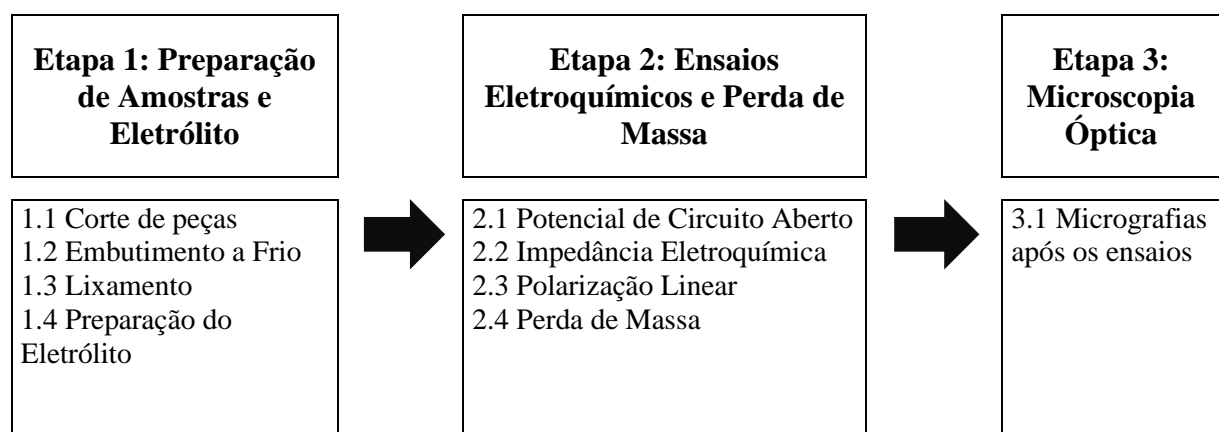 Etapa 1: Preparação
de Amostras e
Eletrólito
1.1 Corte de peças
1.2 Embutimento a Frio
1.3 Lixamento
1.4 Preparação do
Eletrólito
Etapa 2: Ensaios
Eletroquímicos e Perda de
Massa
2.1 Potencial de Circuito Aberto
2.2 Impedância Eletroquímica
2.3 Polarização Linear
2.4 Perda de Massa
Etapa 3:
Microscopia
Óptica
3.1 Micrografias
após os ensaios